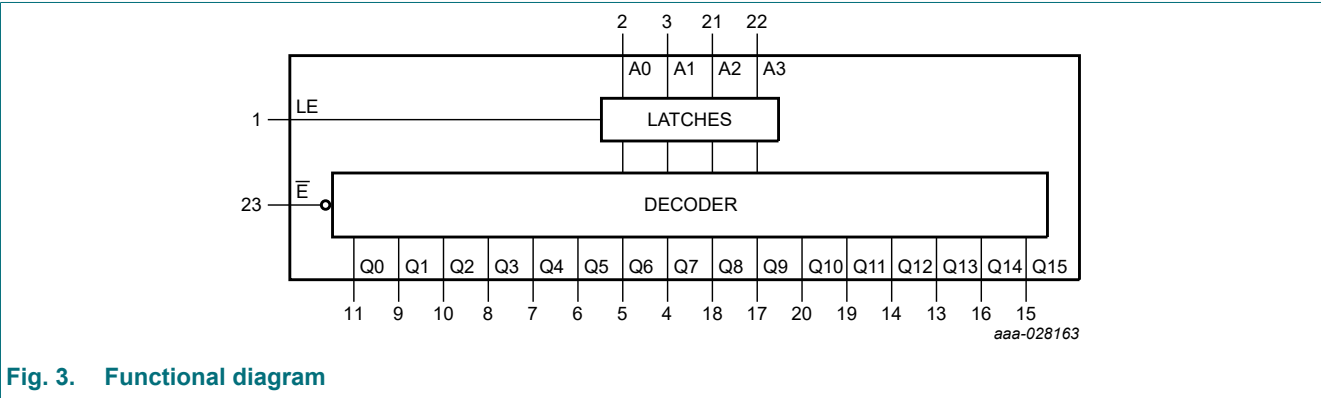 2 3 21 22
A0 A1 A2 A3
LE
1
LATCHES
E̅
23
DECODER
Q0 Q1 Q2 Q3 Q4 Q5 Q6 Q7 Q8 Q9 Q10 Q11 Q12 Q13 Q14 Q15
11 9 10 8 7 6 5 4 18 17 20 19 14 13 16 15
aaa-028163
Fig. 3. Functional diagram